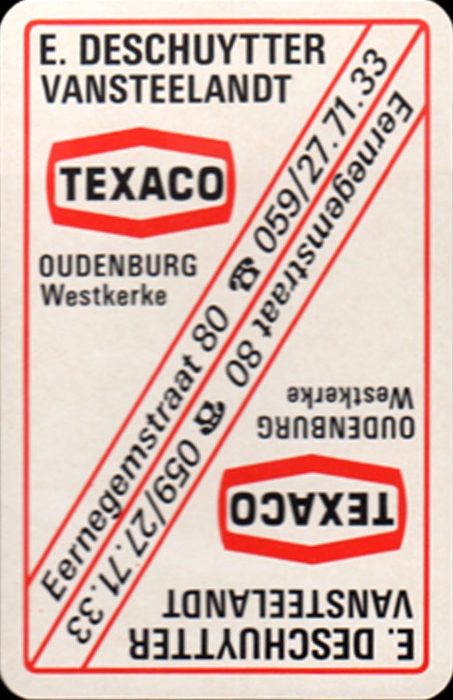 E. DESCHUYTTER
VANSTEELANDT
TEXACO
OUDENBURG
Westkerke
Eernegemstraat 80 ☎ 059/27.71.33
Eernegemstraat 80 ☎ 059/27.71.33
E. DESCHUYTTER
VANSTEELANDT
TEXACO
OUDENBURG
Westkerke